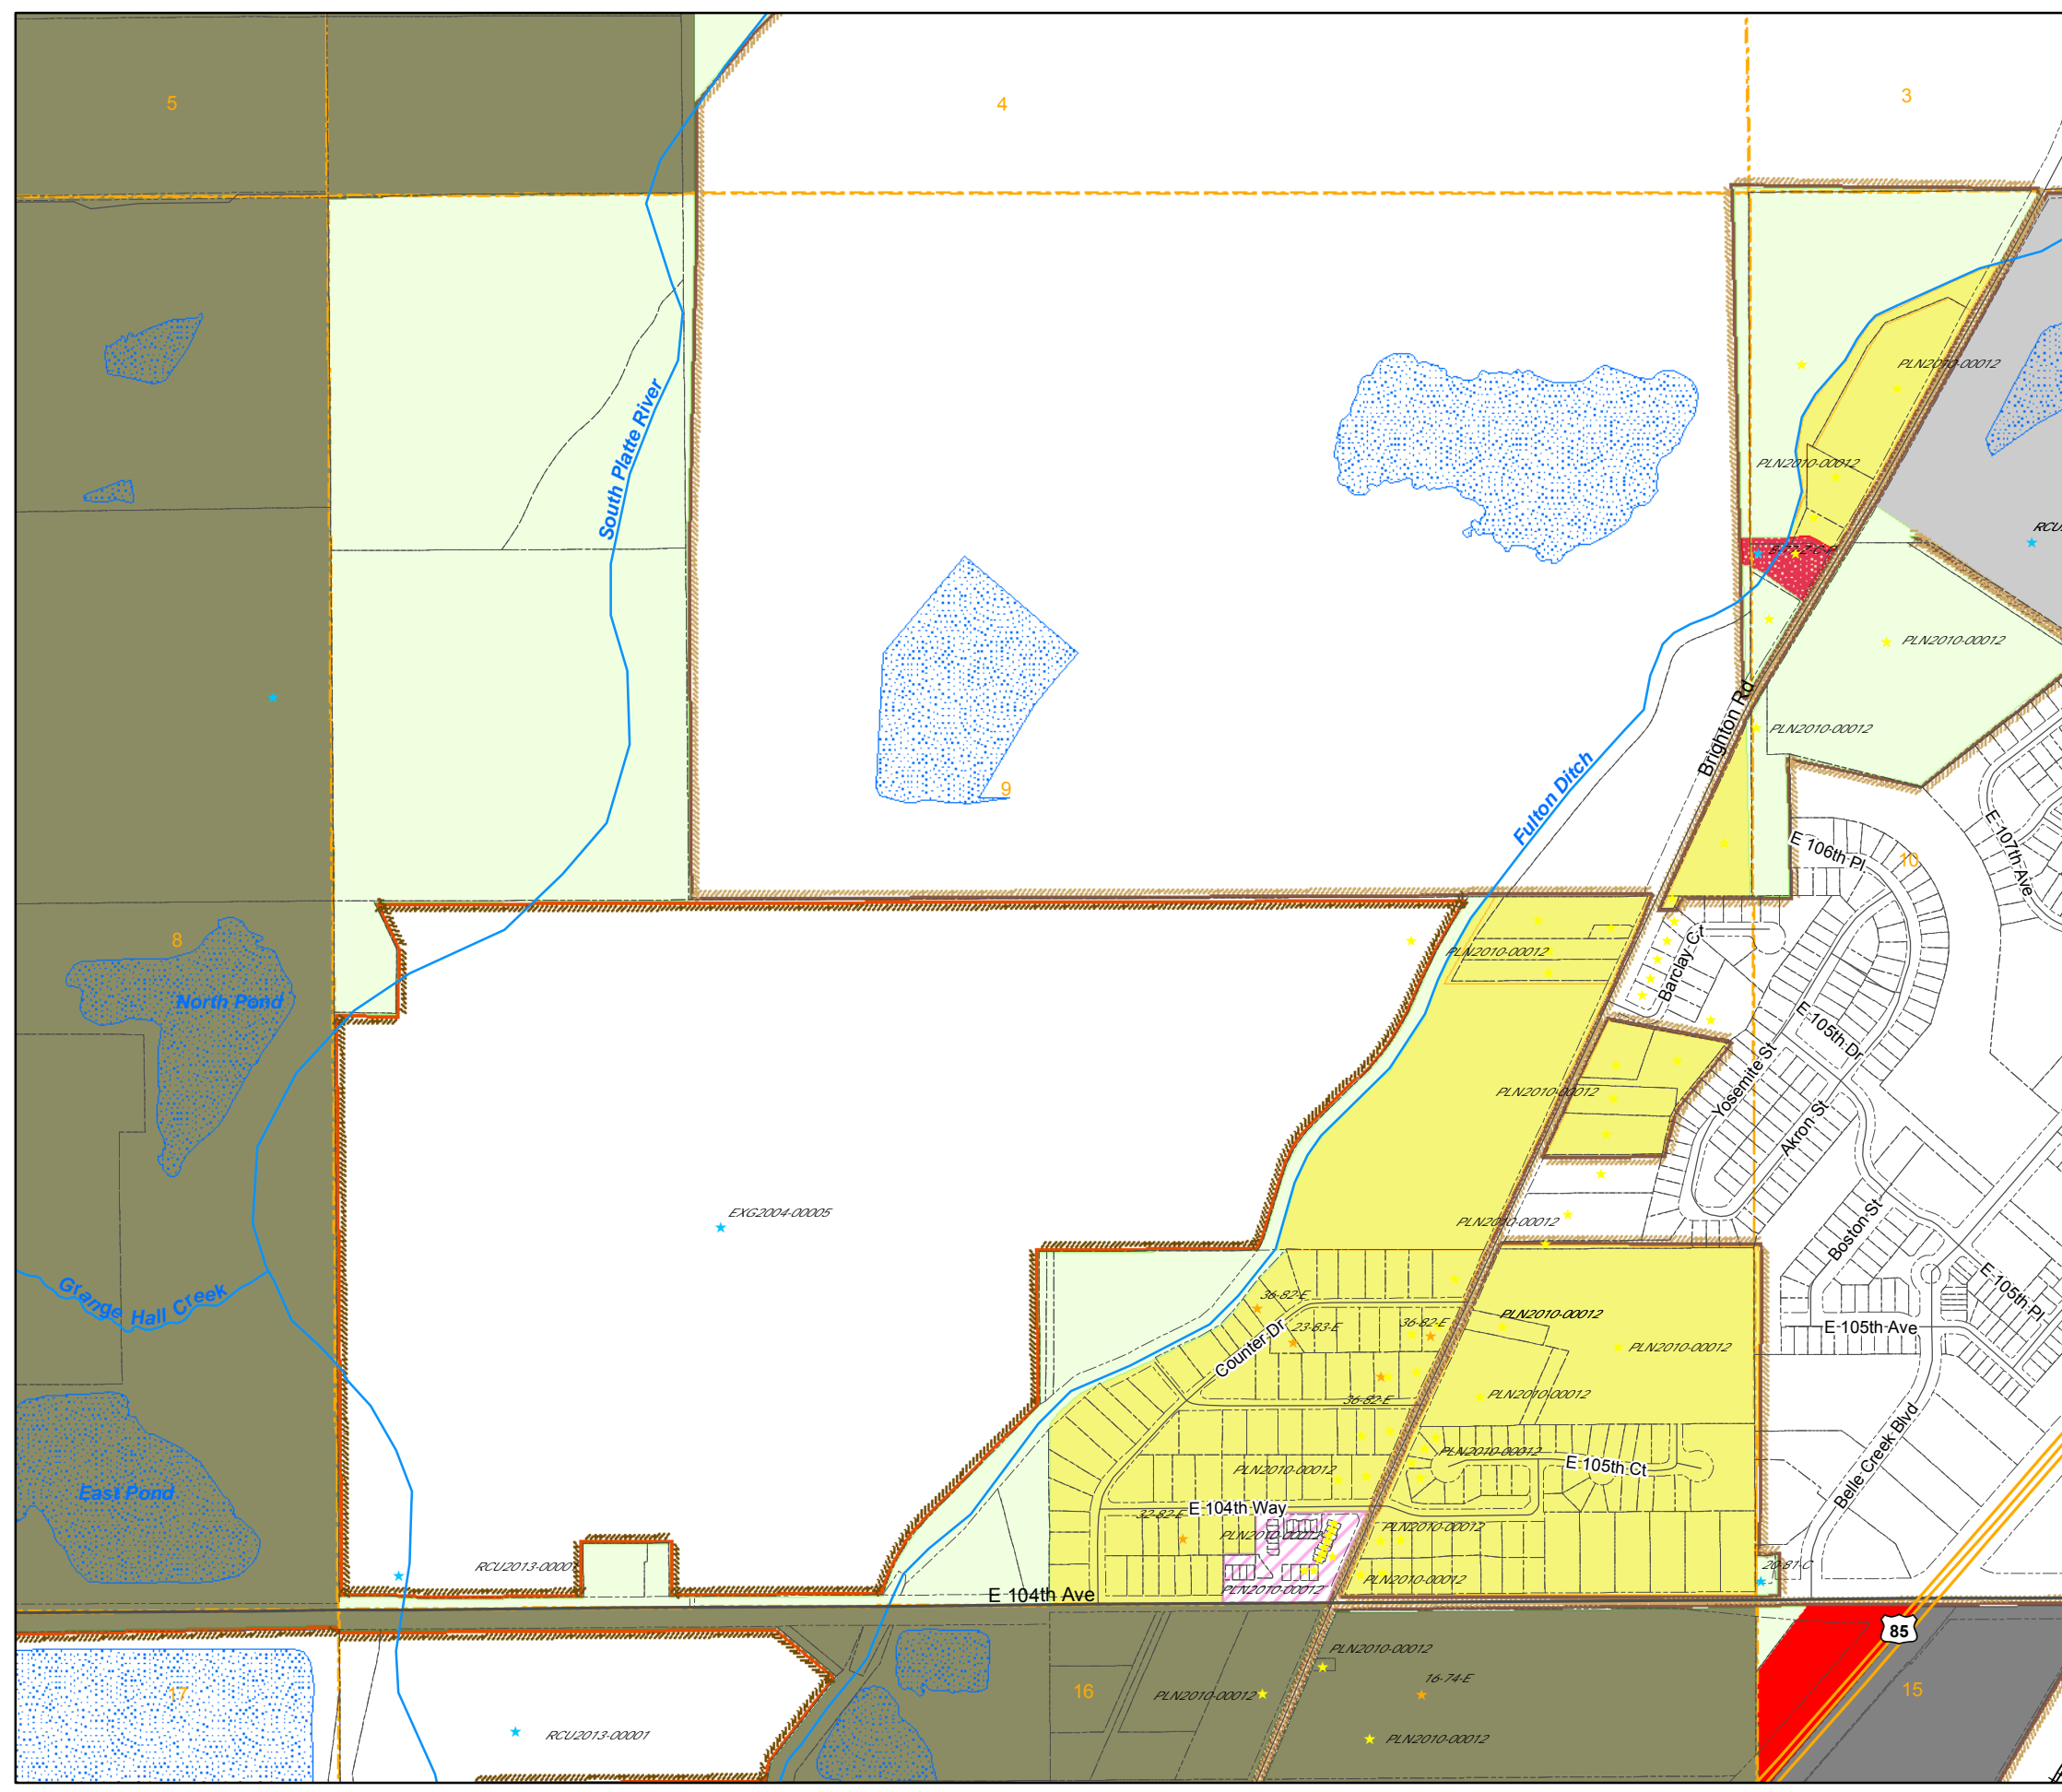 5
4
3
PLN2010-00012
South Platte River
PLN2010-00012
PLN2010-00012
Brighton Rd
PLN2010-00012
9
Fulton Ditch
E 107th Ave
E 106th Pl
10
8
PLN2010-00012
Barclay Ct
North Pond
E 105th Dr
Yosemite St
PLN2010-00012
Akron St
EXG2004-00005
PLN2010-00012
Boston St
Grange Hall Creek
E 105th Pl
36-82-E
23-83-E
36-82-E
PLN2010-00012
E 105th Ave
Counter Dr
PLN2010-00012
PLN2010-00012
36-82-E
Belle Creek Blvd
PLN2010-00012
PLN2010-00012
E 105th Ct
East Pond
E 104th Way
32-82-E
PLN2010-00012
PLN2010-00012
RCU2013-00001
20-81-C
PLN2010-00012
PLN2010-00012
E 104th Ave
85
PLN2010-00012
16-74-E
17
PLN2010-00012
16
15
RCU2013-00001
PLN2010-00012